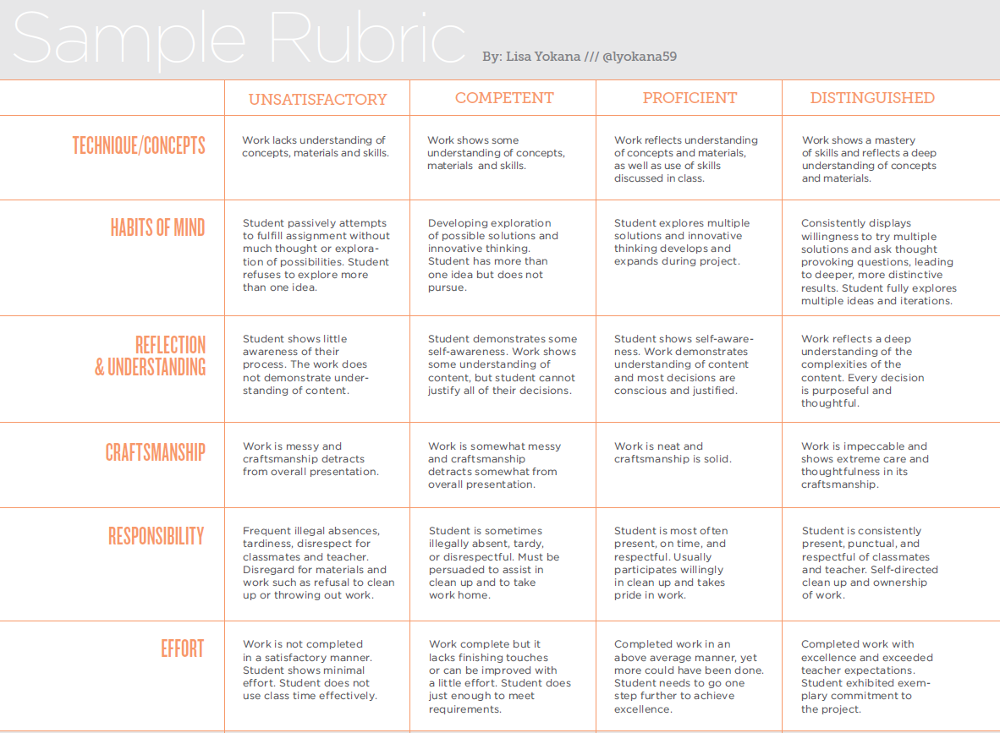 Sample Rubric
By: Lisa Yokana /// @lyokana59
UNSATISFACTORY
COMPETENT
PROFICIENT
DISTINGUISHED
TECHNIQUE/CONCEPTS
Work lacks understanding of
concepts, materials and skills.
Work shows some
understanding of concepts,
materials and skills.
Work reflects understanding
of concepts and materials,
as well as use of skills
discussed in class.
Work shows a mastery
of skills and reflects a deep
understanding of concepts
and materials.
HABITS OF MIND
Student passively attempts
to fulfill assignment without
much thought or explora-
tion of possibilities. Student
refuses to explore more
than one idea.
Developing exploration
of possible solutions and
innovative thinking.
Student has more than
one idea but does not
pursue.
Student explores multiple
solutions and innovative
thinking develops and
expands during project.
Consistently displays
willingness to try multiple
solutions and ask thought
provoking questions, leading
to deeper, more distinctive
results. Student fully explores
multiple ideas and iterations.
REFLECTION
& UNDERSTANDING
Student shows little
awareness of their
process. The work does
not demonstrate under-
standing of content.
Student demonstrates some
self-awareness. Work shows
some understanding of
content, but student cannot
justify all of their decisions.
Student shows self-aware-
ness. Work demonstrates
understanding of content
and most decisions are
conscious and justified.
Work reflects a deep
understanding of the
complexities of the
content. Every decision
is purposeful and
thoughtful.
CRAFTSMANSHIP
Work is messy and
craftsmanship detracts
from overall presentation.
Work is somewhat messy
and craftsmanship
detracts somewhat from
overall presentation.
Work is neat and
craftsmanship is solid.
Work is impeccable and
shows extreme care and
thoughtfulness in its
craftsmanship.
RESPONSIBILITY
Frequent illegal absences,
tardiness, disrespect for
classmates and teacher.
Disregard for materials and
work such as refusal to clean
up or throwing out work.
Student is sometimes
illegally absent, tardy,
or disrespectful. Must be
persuaded to assist in
clean up and to take
work home.
Student is most often
present, on time, and
respectful. Usually
participates willingly
in clean up and takes
pride in work.
Student is consistently
present, punctual, and
respectful of classmates
and teacher. Self-directed
clean up and ownership
of work.
EFFORT
Work is not completed
in a satisfactory manner.
Student shows minimal
effort. Student does not
use class time effectively.
Work complete but it
lacks finishing touches
or can be improved with
a little effort. Student does
just enough to meet
requirements.
Completed work in an
above average manner, yet
more could have been done.
Student needs to go one
step further to achieve
excellence.
Completed work with
excellence and exceeded
teacher expectations.
Student exhibited exem-
plary commitment to
the project.